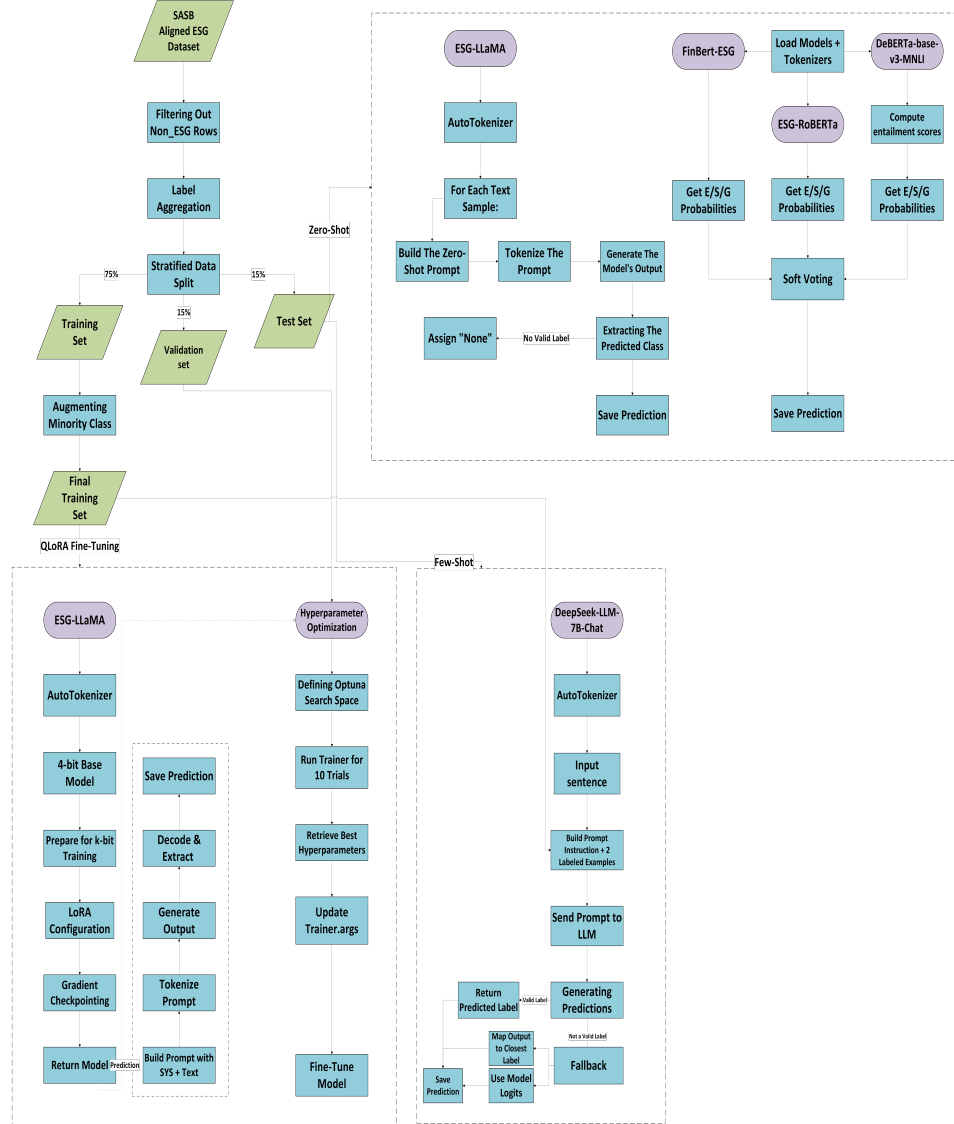 SASB
Aligned ESG
Dataset
Filtering Out
Non_ESG Rows
Label
Aggregation
Stratified Data
Split
75%
15%
15%
Training
Set
Validation
set
Test Set
Augmenting
Minority Class
Final
Training
Set
QLoRA Fine-Tuning
Zero-Shot
Few-Shot
ESG-LLaMA
AutoTokenizer
For Each Text
Sample:
Build The Zero-
Shot Prompt
Tokenize The
Prompt
Generate The
Model's Output
Extracting The
Predicted Class
No Valid Label
Assign "None"
Save Prediction
FinBert-ESG
Load Models +
Tokenizers
DeBERTa-base-
v3-MNLI
ESG-RoBERTa
Compute
entailment scores
Get E/S/G
Probabilities
Get E/S/G
Probabilities
Get E/S/G
Probabilities
Soft Voting
Save Prediction
ESG-LLaMA
AutoTokenizer
4-bit Base
Model
Prepare for k-bit
Training
LoRA
Configuration
Gradient
Checkpointing
Return Model
Prediction
Build Prompt with
SYS + Text
Tokenize
Prompt
Generate
Output
Decode &
Extract
Save Prediction
Hyperparameter
Optimization
Defining Optuna
Search Space
Run Trainer for
10 Trials
Retrieve Best
Hyperparameters
Update
Trainer.args
Fine-Tune
Model
DeepSeek-LLM-
7B-Chat
AutoTokenizer
Input
sentence
Build Prompt
Instruction + 2
Labeled Examples
Send Prompt to
LLM
Generating
Predictions
Valid Label
Return
Predicted Label
Not a Valid Label
Fallback
Map Output
to Closest
Label
Use Model
Logits
Save
Prediction